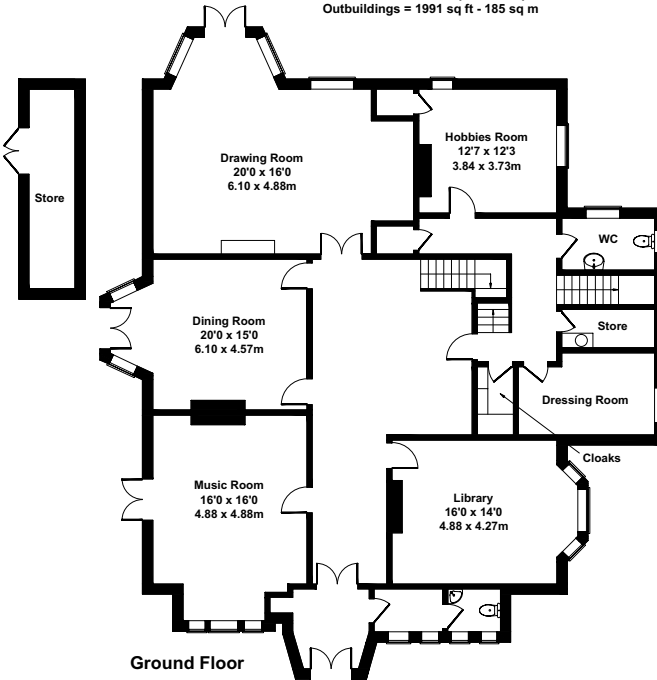 Outbuildings = 1991 sq ft - 185 sq m
Store
Drawing Room
20'0 x 16'0
6.10 x 4.88m
Hobbies Room
12'7 x 12'3
3.84 x 3.73m
WC
Dining Room
20'0 x 15'0
6.10 x 4.57m
Store
Dressing Room
Cloaks
Music Room
16'0 x 16'0
4.88 x 4.88m
Library
16'0 x 14'0
4.88 x 4.27m
Ground Floor